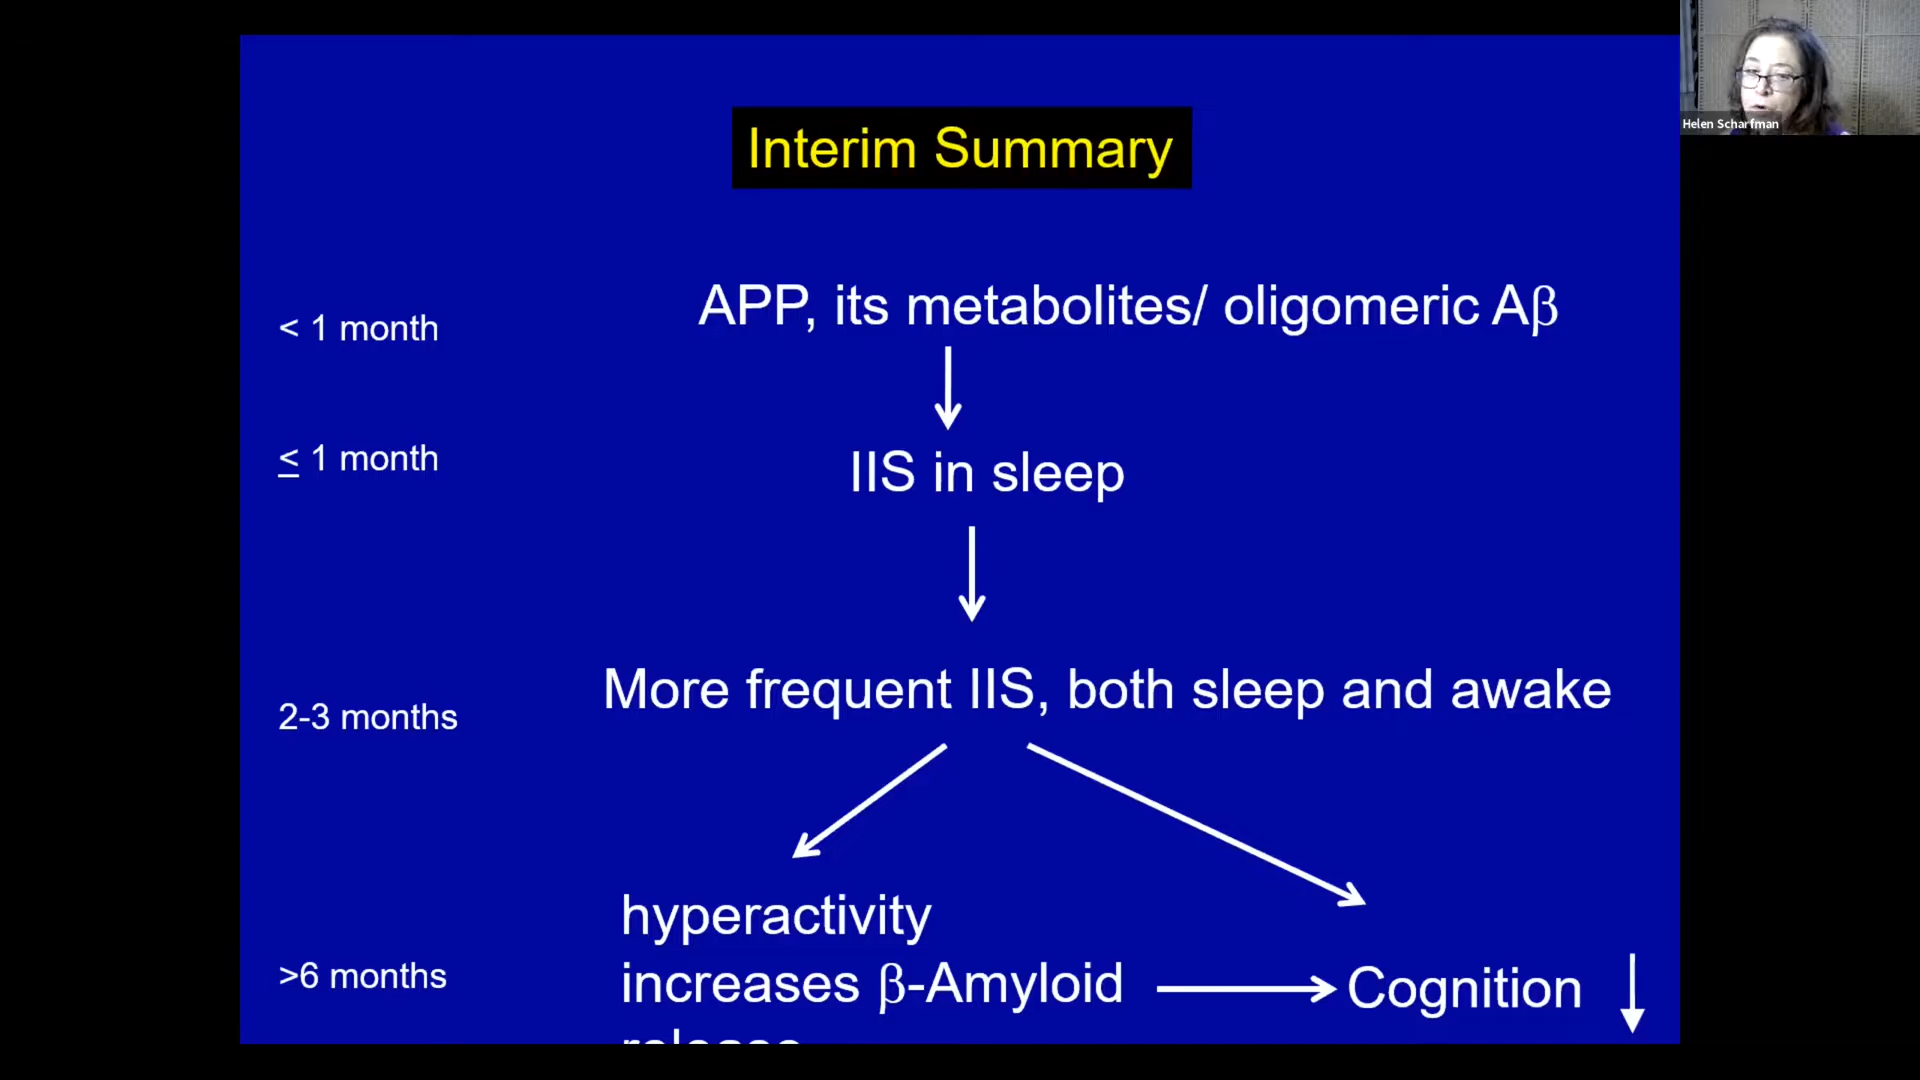 Interim Summary
Helen Scharfman
< 1 month
APP, its metabolites/ oligomeric Aβ
≤ 1 month
IIS in sleep
2-3 months
More frequent IIS, both sleep and awake
>6 months
hyperactivity
increases β-Amyloid
release
Cognition